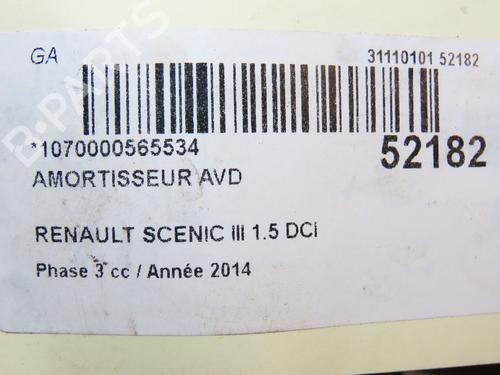 GA 31110101 52182
*1070000565534 52182
AMORTISSEUR AVD
RENAULT SCENIC III 1.5 DCI
Phase 3 cc / Année 2014
B-PARTS